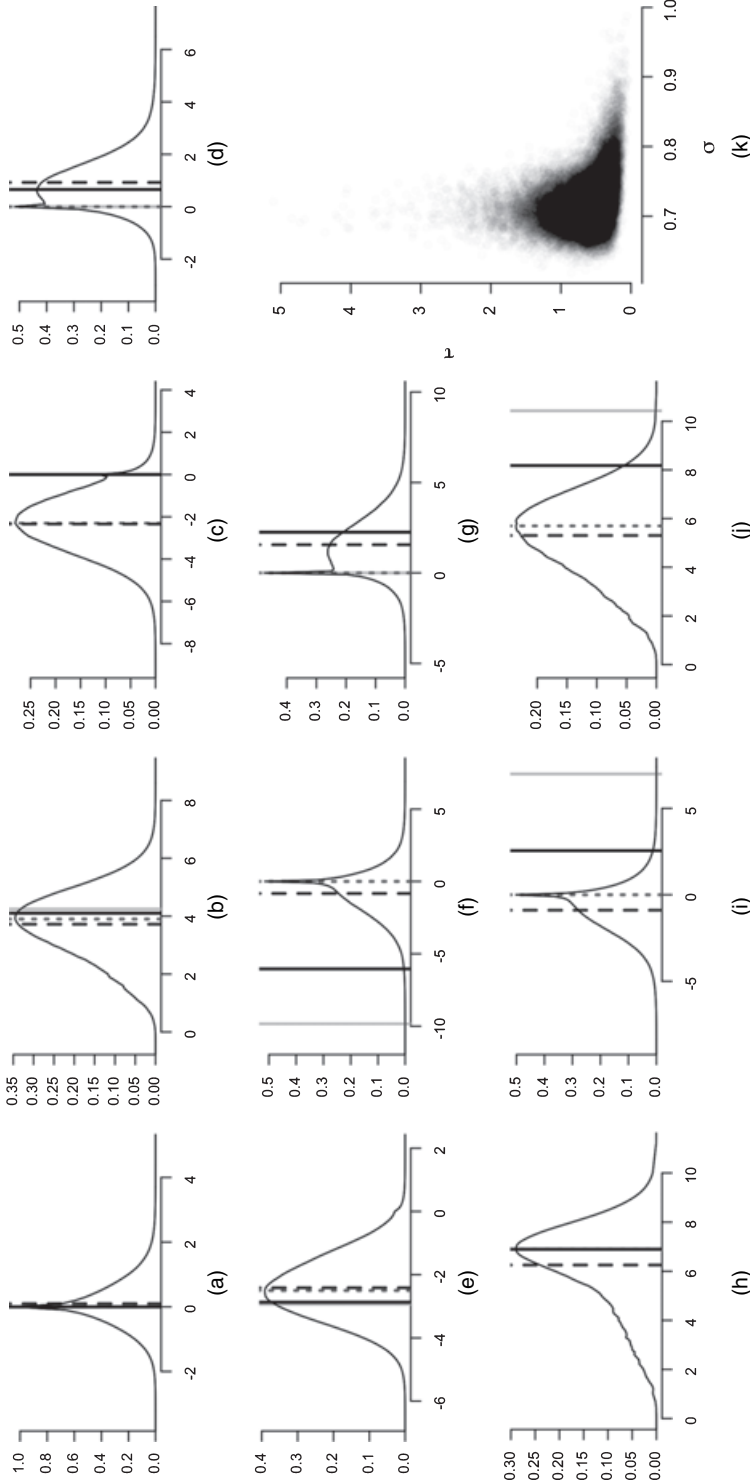 1.0 0.8 0.6 0.4 0.2 0.0
-2 0 2 4
(a)
0.35 0.30 0.25 0.20 0.15 0.10 0.05 0.00
0 2 4 6 8
(b)
0.25 0.20 0.15 0.10 0.05 0.00
-8 -6 -4 -2 0 2 4
(c)
0.5 0.4 0.3 0.2 0.1 0.0
-2 0 2 4 6
(d)
0.4 0.3 0.2 0.1 0.0
-6 -4 -2 0 2
(e)
0.5 0.4 0.3 0.2 0.1 0.0
-10 -5 0 5
(f)
0.4 0.3 0.2 0.1 0.0
-5 0 5 10
(g)
0.30 0.25 0.20 0.15 0.10 0.05 0.00
0 2 4 6 8 10
(h)
0.5 0.4 0.3 0.1 0.0
-5 0 5
(i)
0.20 0.10 0.05 0.00
0 2 4 6 8 10
(j)
5 4 3 2 1 0
τ
0.7 0.8 0.9 1.0
σ
(k)